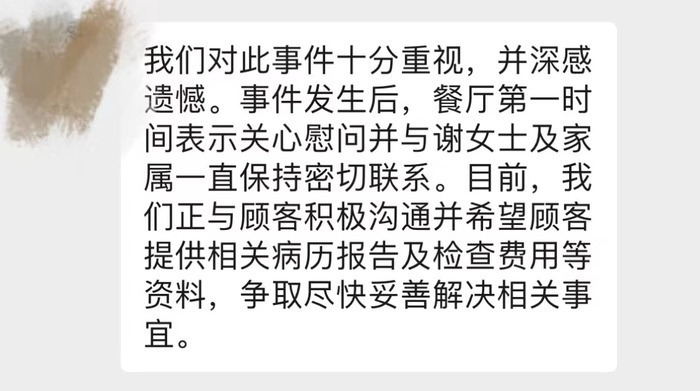 我们对此事件十分重视，并深感
遗憾。事件发生后，餐厅第一时
间表示关心慰问并与谢女士及家
属一直保持密切联系。目前，我
们正与顾客积极沟通并希望顾客
提供相关病历报告及检查费用等
资料，争取尽快妥善解决相关事
宜。